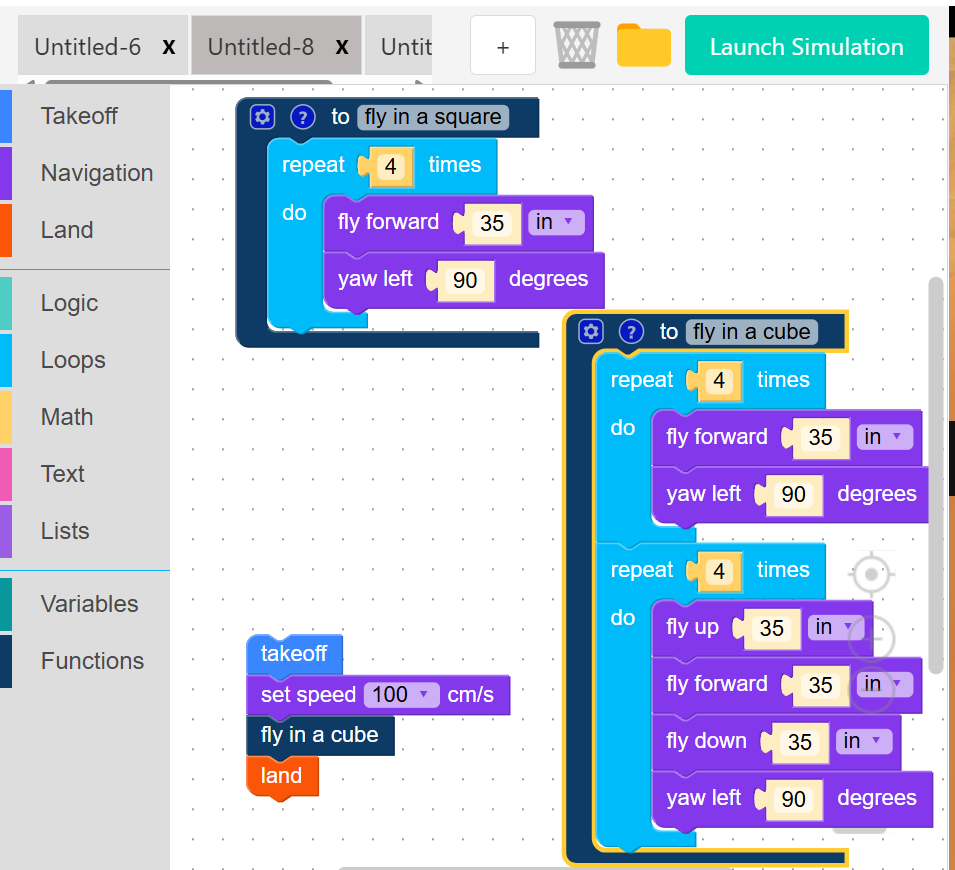 Untitled-6 x
Untitled-8 x
Untit
+
Launch Simulation
Takeoff
Navigation
Land
Logic
Loops
Math
Text
Lists
Variables
Functions
? to fly in a square
repeat 4 times
do
fly forward 35 in
yaw left 90 degrees
? to fly in a cube
repeat 4 times
do
fly forward 35 in
yaw left 90 degrees
repeat 4 times
do
fly up 35 in
fly forward 35 in
fly down 35 in
yaw left 90 degrees
takeoff
set speed 100 cm/s
fly in a cube
land